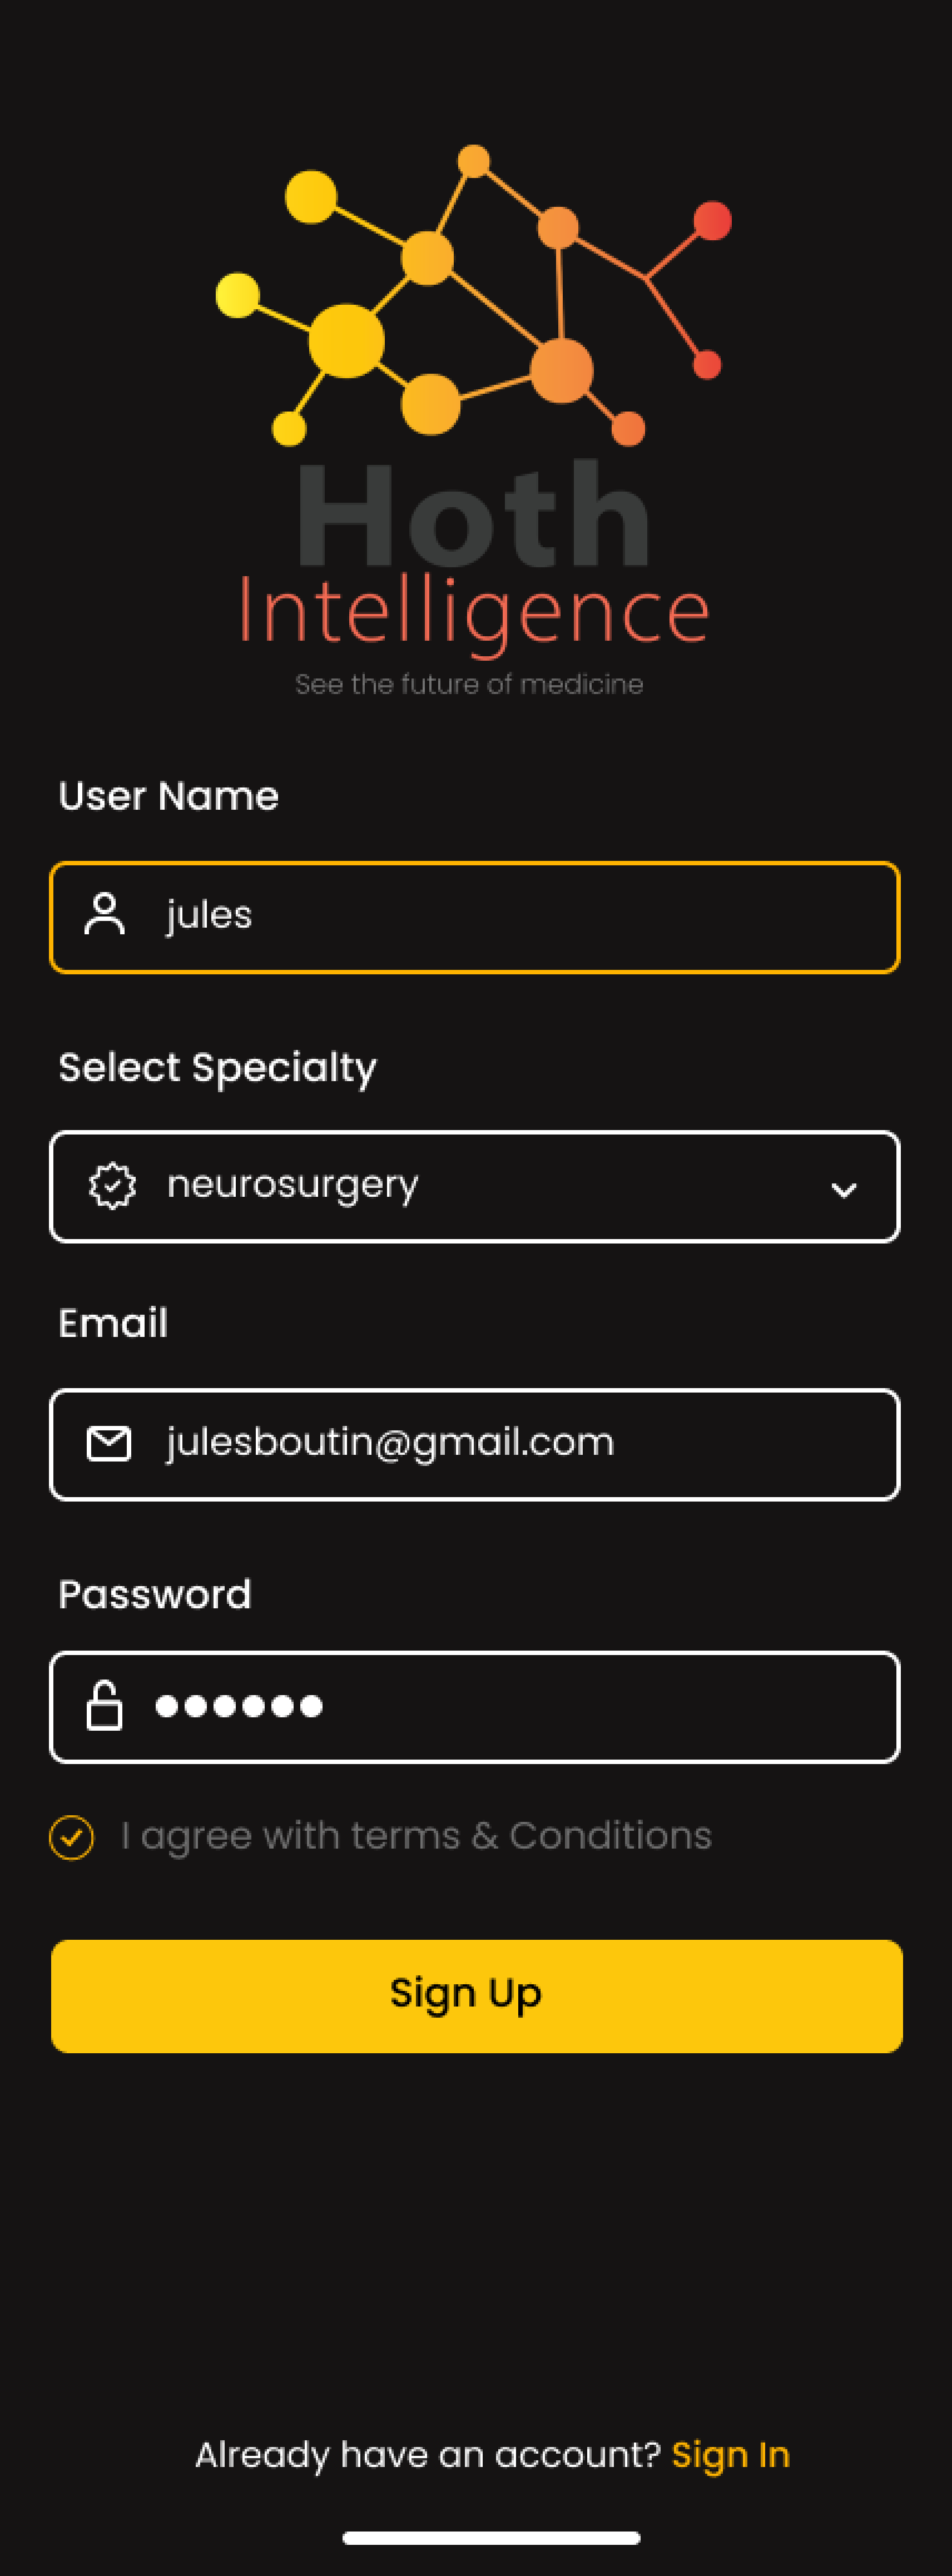 Hoth
Intelligence
See the future of medicine
User Name
jules
Select Specialty
neurosurgery
Email
julesboutin@gmail.com
Password
●●●●●●
I agree with terms & Conditions
Sign Up
Already have an account? Sign In